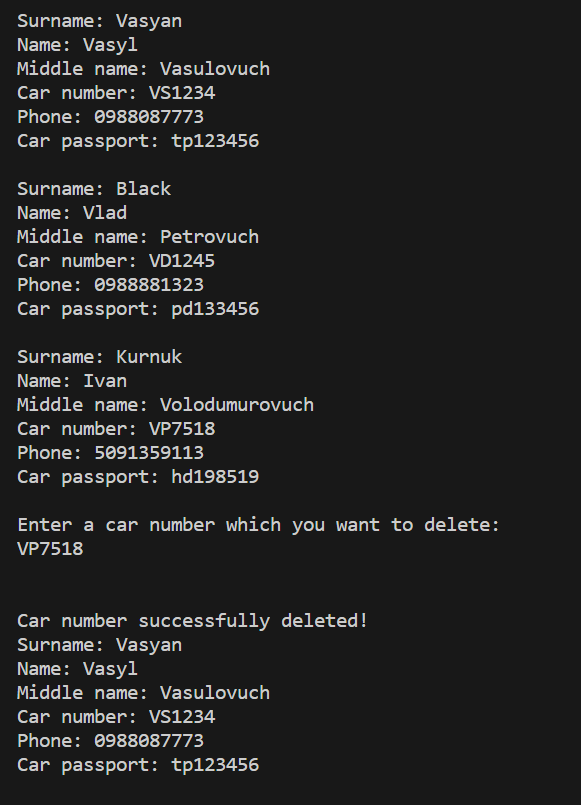 Surname: Vasyan
Name: Vasyl
Middle name: Vasulovuch
Car number: VS1234
Phone: 0988087773
Car passport: tp123456

Surname: Black
Name: Vlad
Middle name: Petrovuch
Car number: VD1245
Phone: 0988881323
Car passport: pd133456

Surname: Kurnuk
Name: Ivan
Middle name: Volodumurovuch
Car number: VP7518
Phone: 5091359113
Car passport: hd198519

Enter a car number which you want to delete:
VP7518

Car number successfully deleted!
Surname: Vasyan
Name: Vasyl
Middle name: Vasulovuch
Car number: VS1234
Phone: 0988087773
Car passport: tp123456